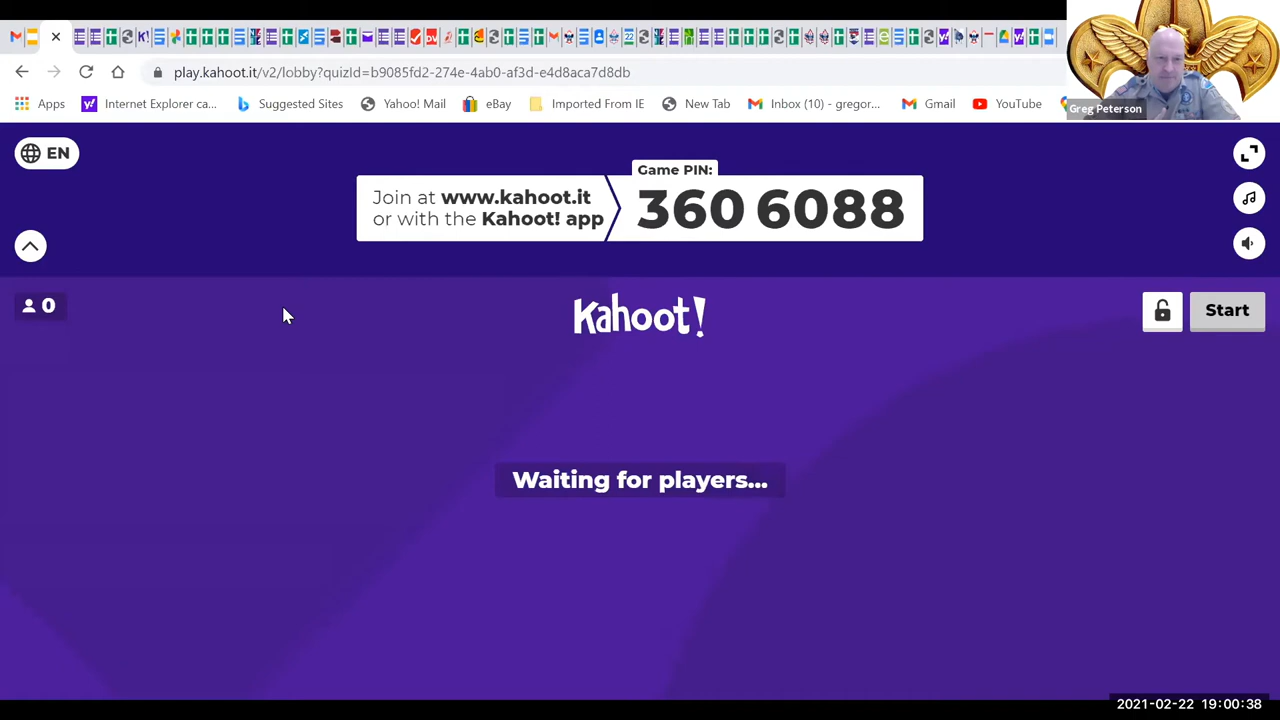 play.kahoot.it/v2/lobby?quizId=b9085fd2-274e-4ab0-af3d-e4d8aca7d8db
Apps Internet Explorer ca... Suggested Sites Yahoo! Mail eBay Imported From IE New Tab Inbox (10) - gregor... Gmail YouTube
Greg Peterson
EN
Game PIN:
Join at www.kahoot.it
or with the Kahoot! app
360 6088
0
Kahoot!
Start
Waiting for players...
2021-02-22 19:00:38